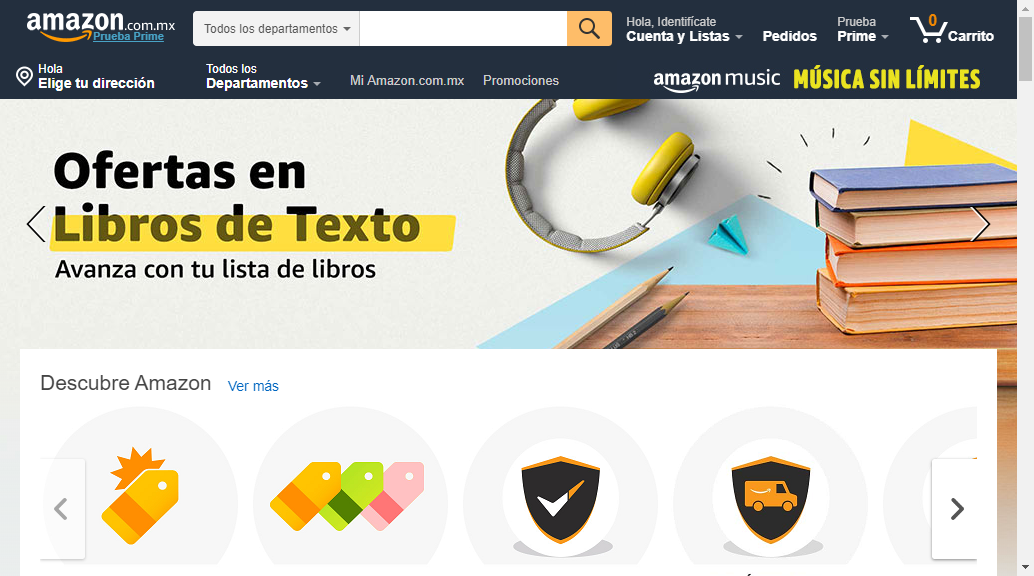 amazon.com.mx
Prueba Prime
Todos los departamentos
Hola, Identifícate
Cuenta y Listas
Pedidos
Prueba
Prime
0
Carrito
Hola
Elige tu dirección
Todos los
Departamentos
Mi Amazon.com.mx
Promociones
amazon music MÚSICA SIN LÍMITES
Ofertas en
Libros de Texto
Avanza con tu lista de libros
Descubre Amazon
Ver más